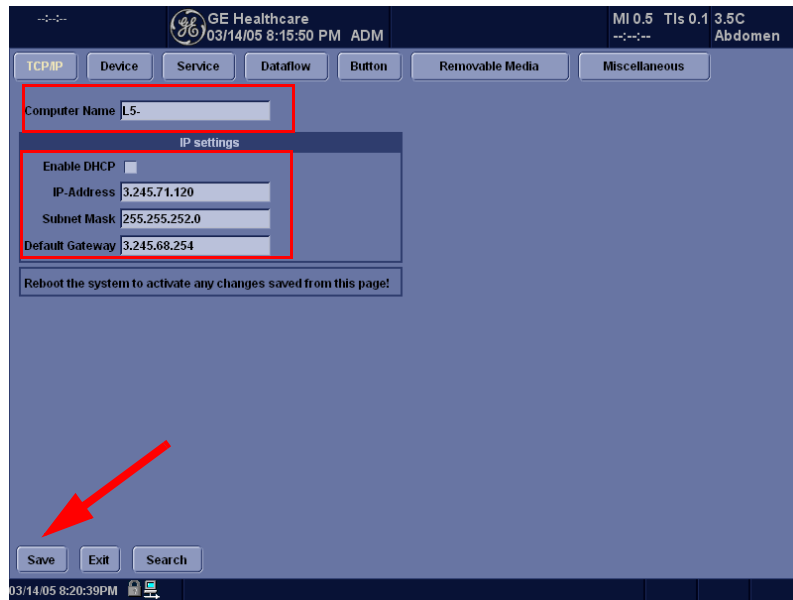 --:--:--
GE Healthcare
03/14/05 8:15:50 PM ADM
MI 0.5 TIs 0.1 3.5C
--:--:-- Abdomen
TCP/IP Device Service Dataflow Button Removable Media Miscellaneous
Computer Name L5-
IP settings
Enable DHCP
IP-Address 3.245.71.120
Subnet Mask 255.255.252.0
Default Gateway 3.245.68.254
Reboot the system to activate any changes saved from this page!
Save Exit Search
03/14/05 8:20:39PM